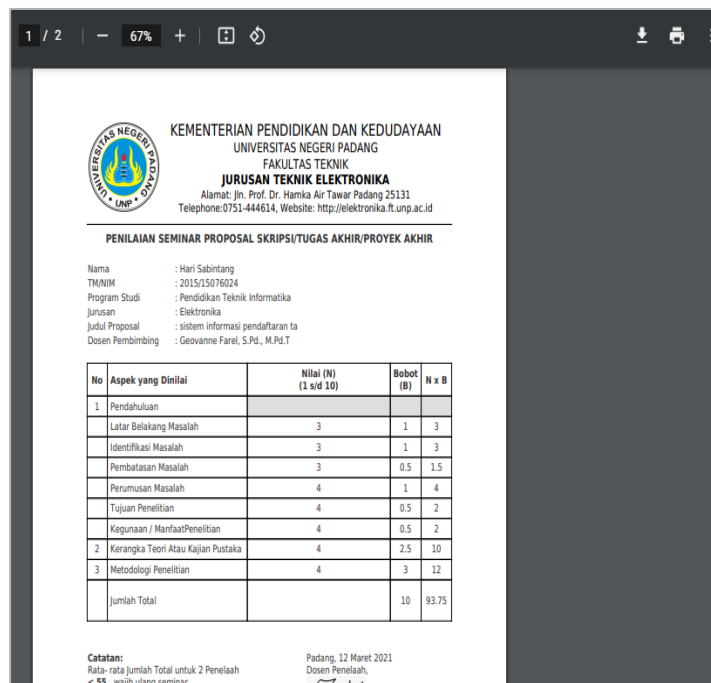 1 / 2 67%
UNIVERSITAS NEGERI PADANG
UNP
KEMENTERIAN PENDIDIKAN DAN KEDUDAYAAN
UNIVERSITAS NEGERI PADANG
FAKULTAS TEKNIK
JURUSAN TEKNIK ELEKTRONIKA
Alamat: Jln. Prof. Dr. Hamka Air Tawar Padang 25131
Telephone:0751-444614, Website: http://elektronika.ft.unp.ac.id
PENILAIAN SEMINAR PROPOSAL SKRIPSI/TUGAS AKHIR/PROYEK AKHIR
Nama : Hari Sabintang
TM/NIM : 2015/15076024
Program Studi : Pendidikan Teknik Informatika
Jurusan : Elektronika
Judul Proposal : sistem informasi pendaftaran ta
Dosen Pembimbing : Geovanne Farel, S.Pd., M.Pd.T
No Aspek yang Dinilai Nilai (N) (1 s/d 10) Bobot (B) N x B
1 Pendahuluan
Latar Belakang Masalah 3 1 3
Identifikasi Masalah 3 1 3
Pembatasan Masalah 3 0.5 1.5
Perumusan Masalah 4 1 4
Tujuan Penelitian 4 0.5 2
Kegunaan / ManfaatPenelitian 4 0.5 2
2 Kerangka Teori Atau Kajian Pustaka 4 2.5 10
3 Metodologi Penelitian 4 3 12
Jumlah Total 10 93.75
Catatan: Padang, 12 Maret 2021
Rata- rata Jumlah Total untuk 2 Penelaah Dosen Penelaah,
< 55 wajib ulang seminar